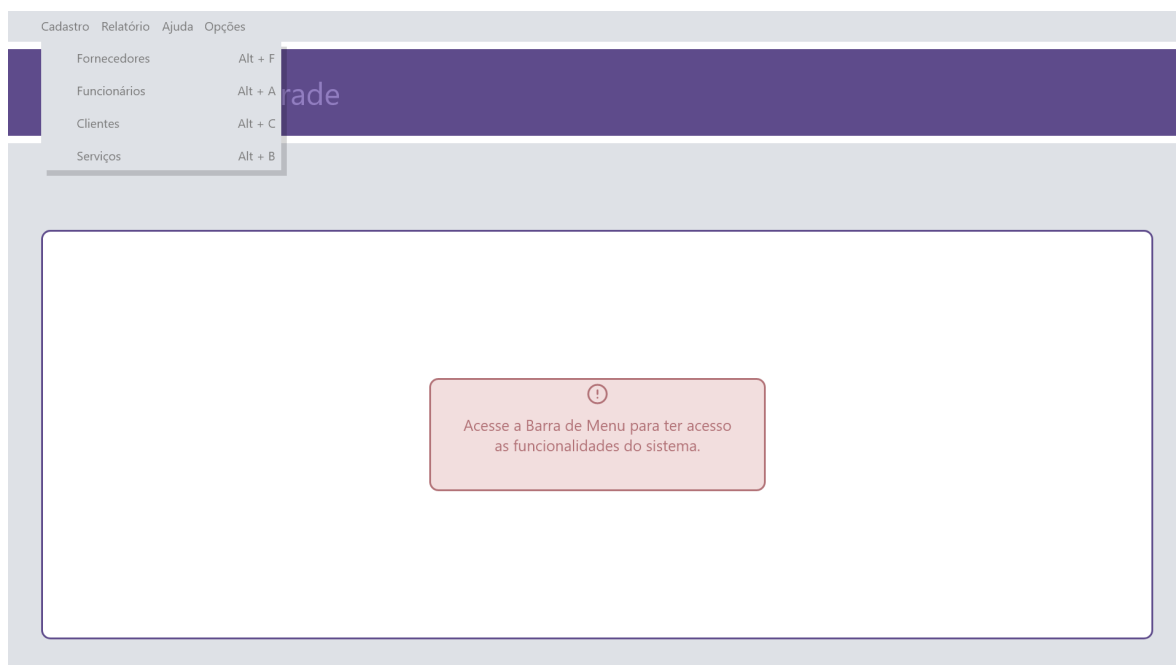 Cadastro Relatório Ajuda Opções
Fornecedores Alt + F
Funcionários Alt + A
Clientes Alt + C
Serviços Alt + B
Acesse a Barra de Menu para ter acesso
as funcionalidades do sistema.